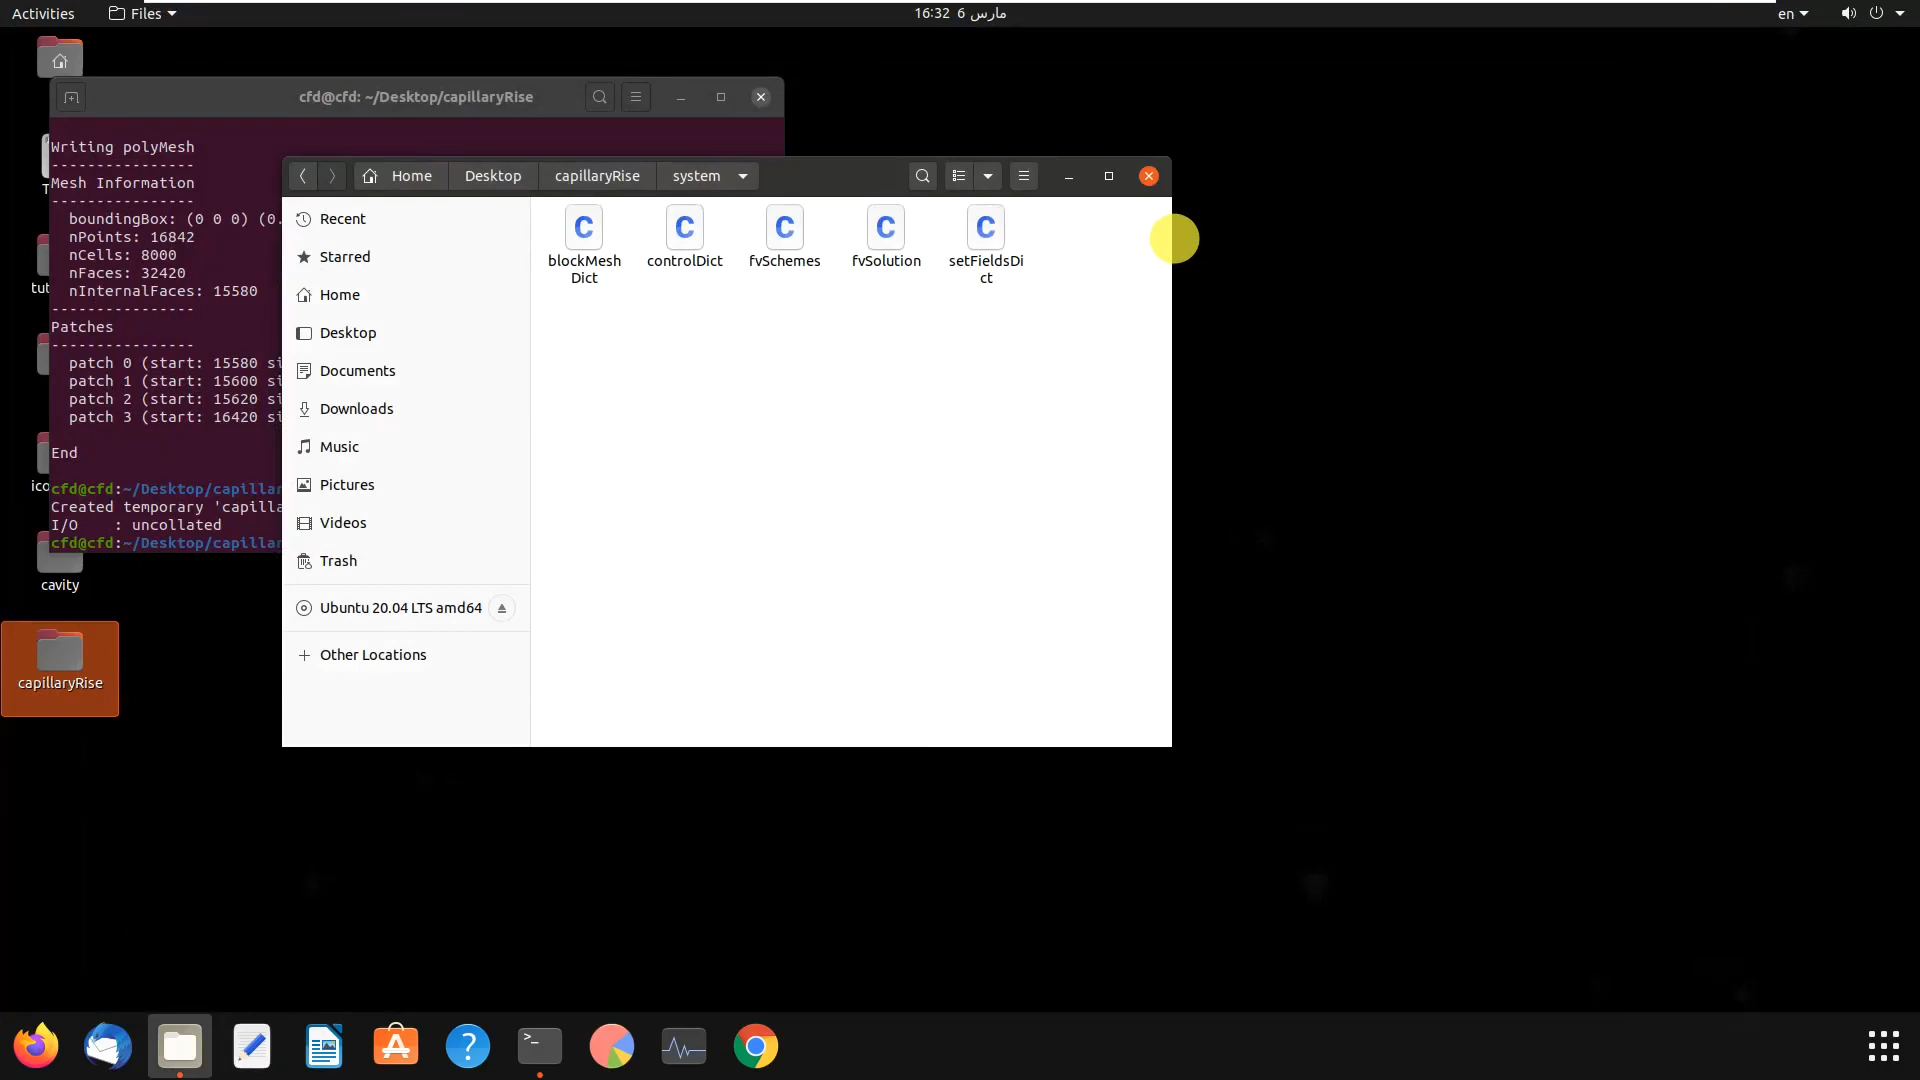 Activities
Files
16:32 6 مارس
en
cfd@cfd: ~/Desktop/capillaryRise
Writing polyMesh
----------------
Mesh Information
----------------
boundingBox: (0 0 0) (0.
nPoints: 16842
nCells: 8000
nFaces: 32420
nInternalFaces: 15580
----------------
Patches
----------------
patch 0 (start: 15580 si
patch 1 (start: 15600 si
patch 2 (start: 15620 si
patch 3 (start: 16420 si
End
cfd@cfd:~/Desktop/capillar
Created temporary 'capilla
I/O : uncollated
cfd@cfd:~/Desktop/capillar
Home
Desktop
capillaryRise
system
Recent
Starred
Home
Desktop
Documents
Downloads
Music
Pictures
Videos
Trash
Ubuntu 20.04 LTS amd64
Other Locations
blockMesh
Dict
controlDict
fvSchemes
fvSolution
setFieldsDi
ct
T
tut
ico
cavity
capillaryRise